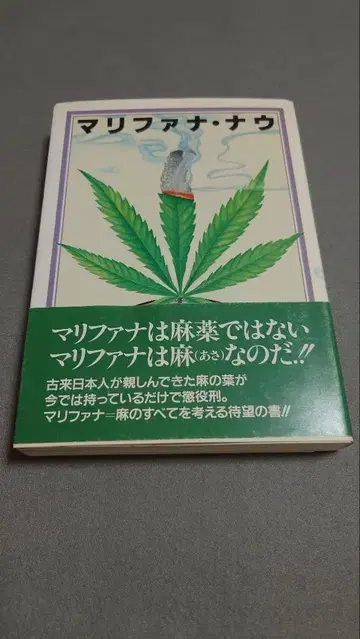 マリファナ・ナウ
マリファナは麻薬ではない
マリファナは麻(あさ)なのだ.!!
古来日本人が親しんできた麻の葉が
今では持っているだけで懲役刑。
マリファナ=麻のすべてを考える待望の書!!